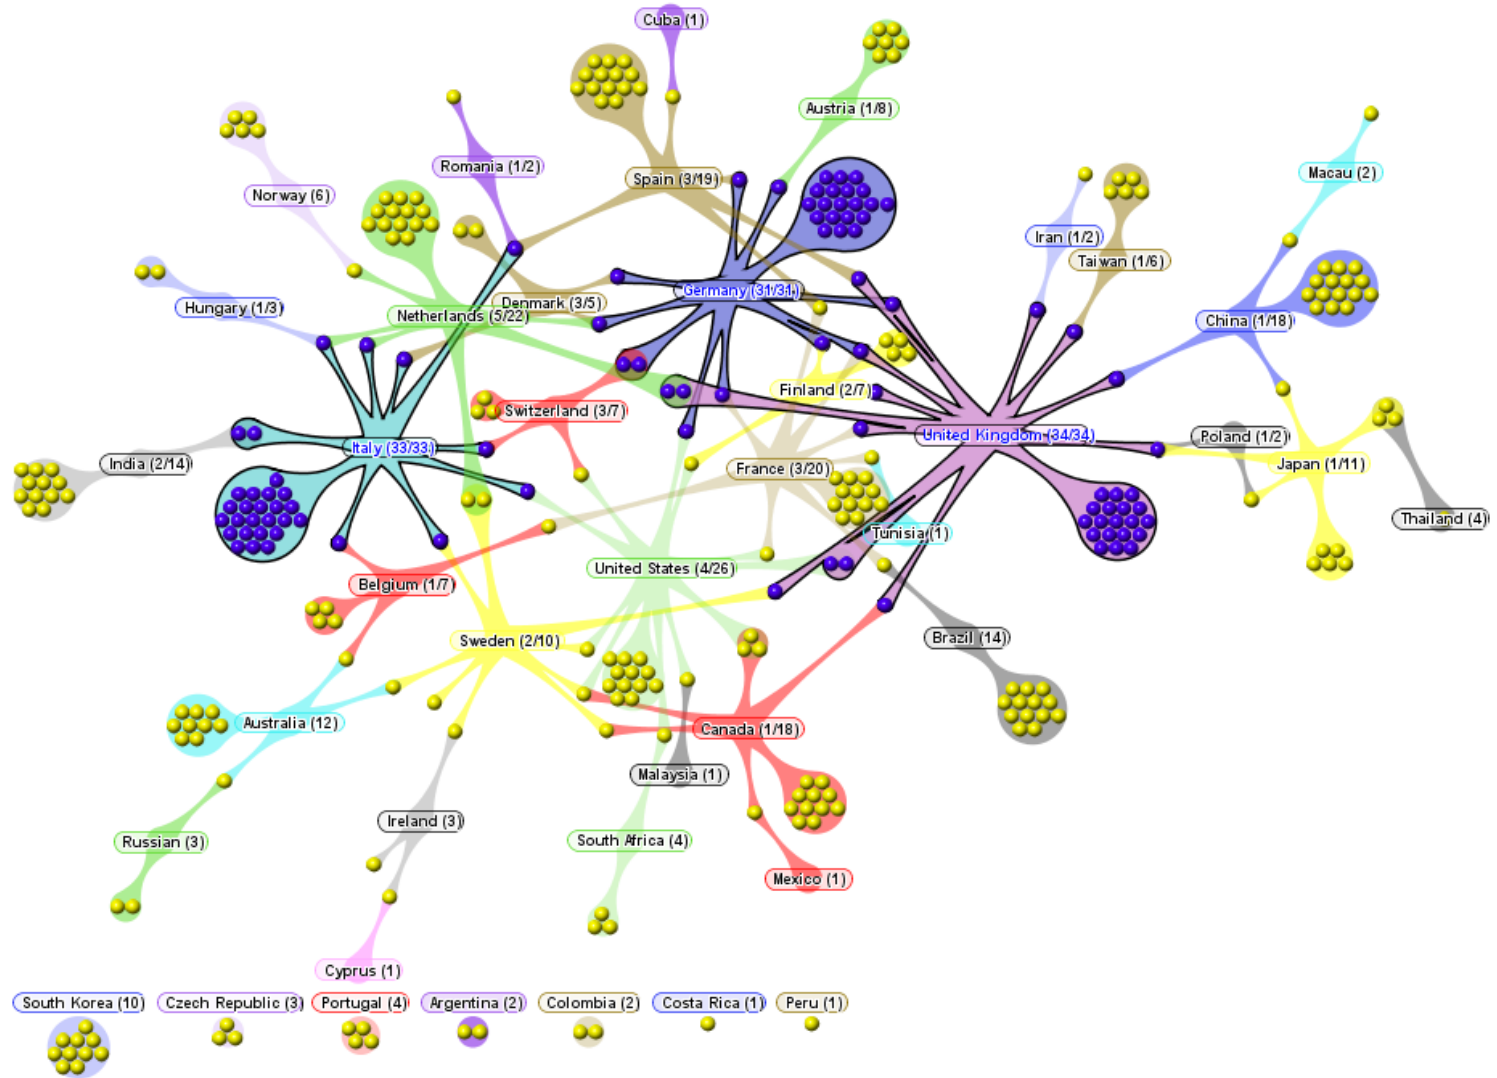 Cuba (1)
Austria (1/8)
Romania (1/2)
Spain (3/19)
Macau (2)
Norway (6)
Iran (1/2)
Taiwan (1/6)
Germany (31/31)
Denmark (3/5)
Hungary (1/3)
Netherlands (5/22)
China (1/18)
Finland (2/7)
Switzerland (3/7)
United Kingdom (34/34)
Poland (1/2)
Italy (33/33)
India (2/14)
France (3/20)
Japan (1/11)
Thailand (4)
Tunisia (1)
United States (4/26)
Belgium (1/7)
Brazil (14)
Sweden (2/10)
Australia (12)
Canada (1/18)
Malaysia (1)
Ireland (3)
Russian (3)
South Africa (4)
Mexico (1)
Cyprus (1)
South Korea (10) Czech Republic (3) Portugal (4) Argentina (2) Colombia (2) Costa Rica (1) Peru (1)